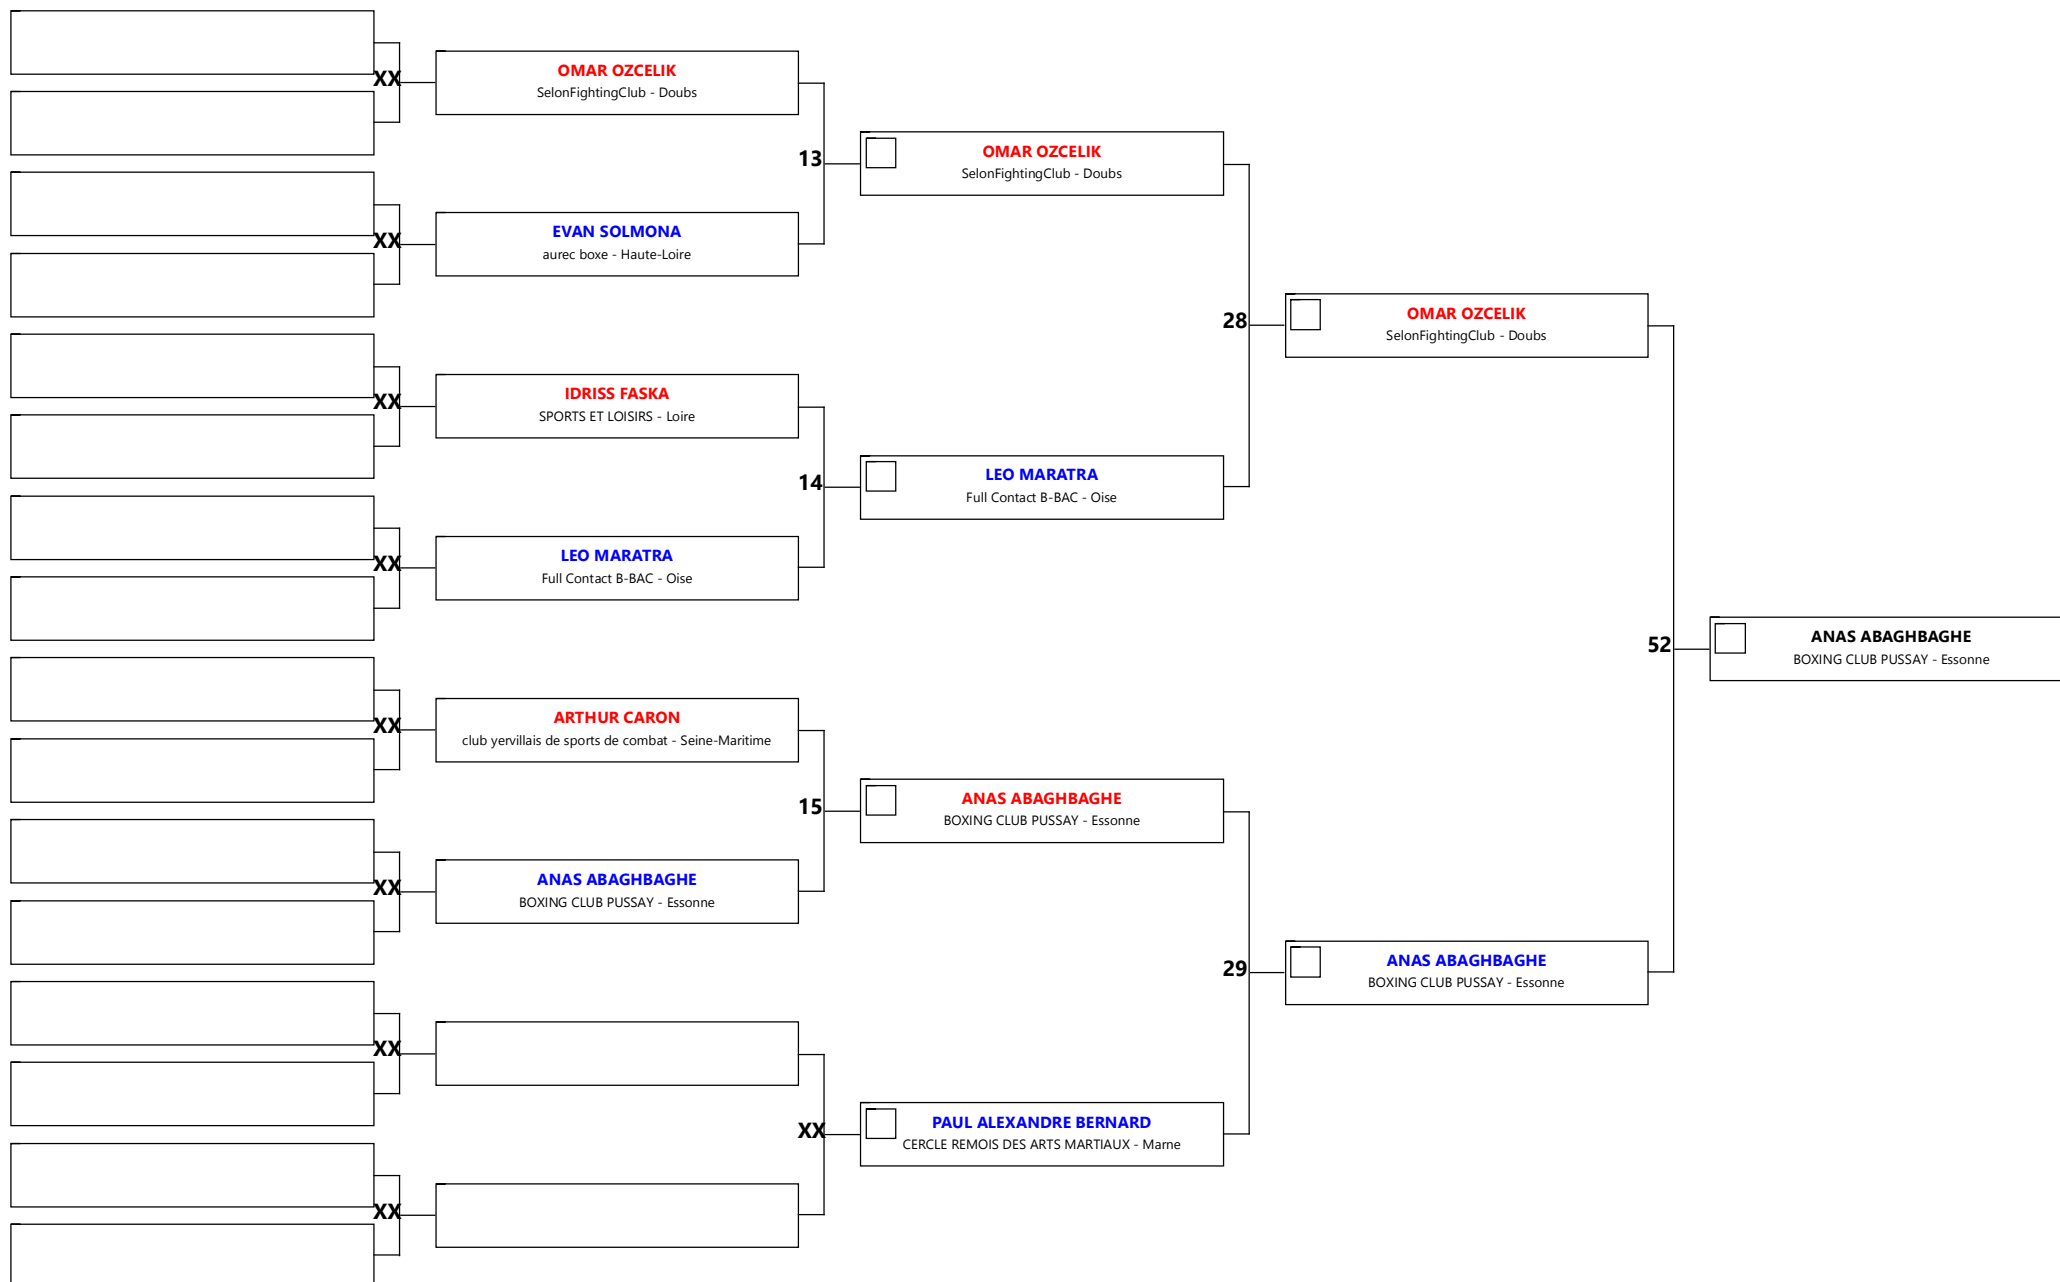 XX
OMAR OZCELIK
SelonFightingClub - Doubs
13
OMAR OZCELIK
SelonFightingClub - Doubs
XX
EVAN SOLMONA
aurec boxe - Haute-Loire
28
OMAR OZCELIK
SelonFightingClub - Doubs
XX
IDRISS FASKA
SPORTS ET LOISIRS - Loire
14
LEO MARATRA
Full Contact B-BAC - Oise
XX
LEO MARATRA
Full Contact B-BAC - Oise
52
ANAS ABAGHBAGHE
BOXING CLUB PUSSAY - Essonne
XX
ARTHUR CARON
club yervillais de sports de combat - Seine-Maritime
15
ANAS ABAGHBAGHE
BOXING CLUB PUSSAY - Essonne
XX
ANAS ABAGHBAGHE
BOXING CLUB PUSSAY - Essonne
29
ANAS ABAGHBAGHE
BOXING CLUB PUSSAY - Essonne
XX
XX
PAUL ALEXANDRE BERNARD
CERCLE REMOIS DES ARTS MARTIAUX - Marne
XX